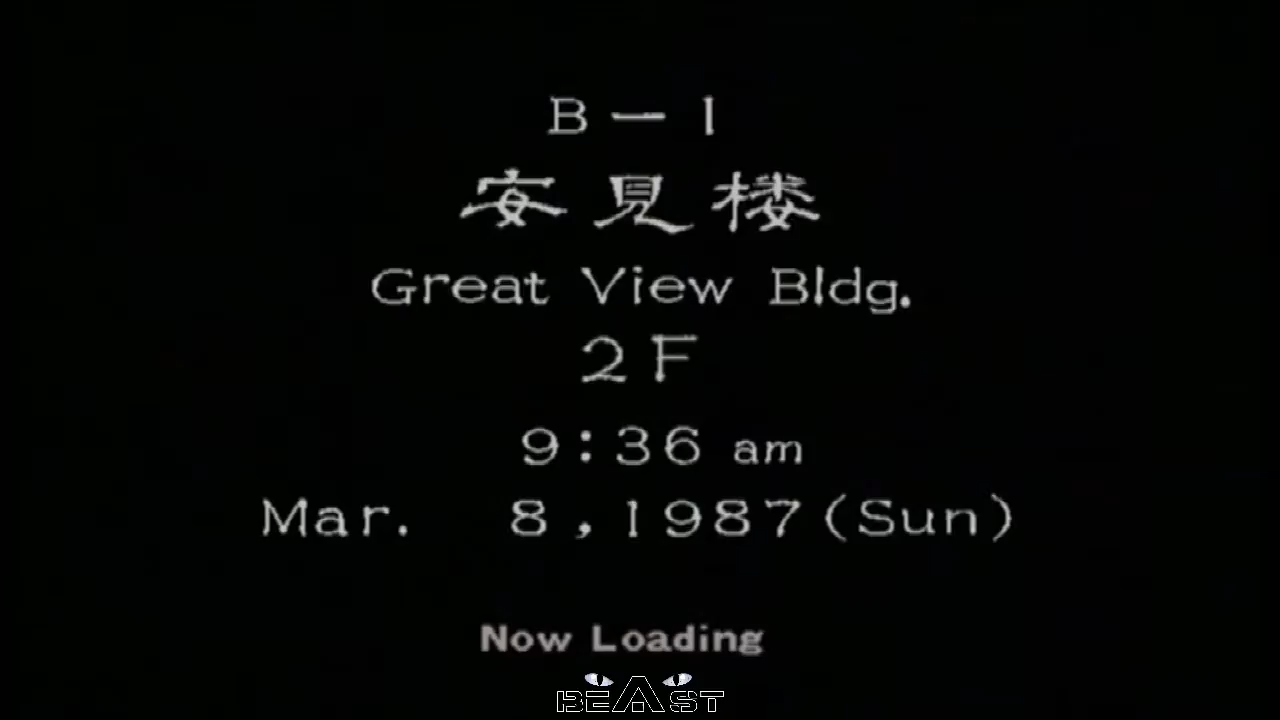 B－1
安見楼
Great View Bldg.
2F
9:36 am
Mar. 8,1987(Sun)
Now Loading
BEAST